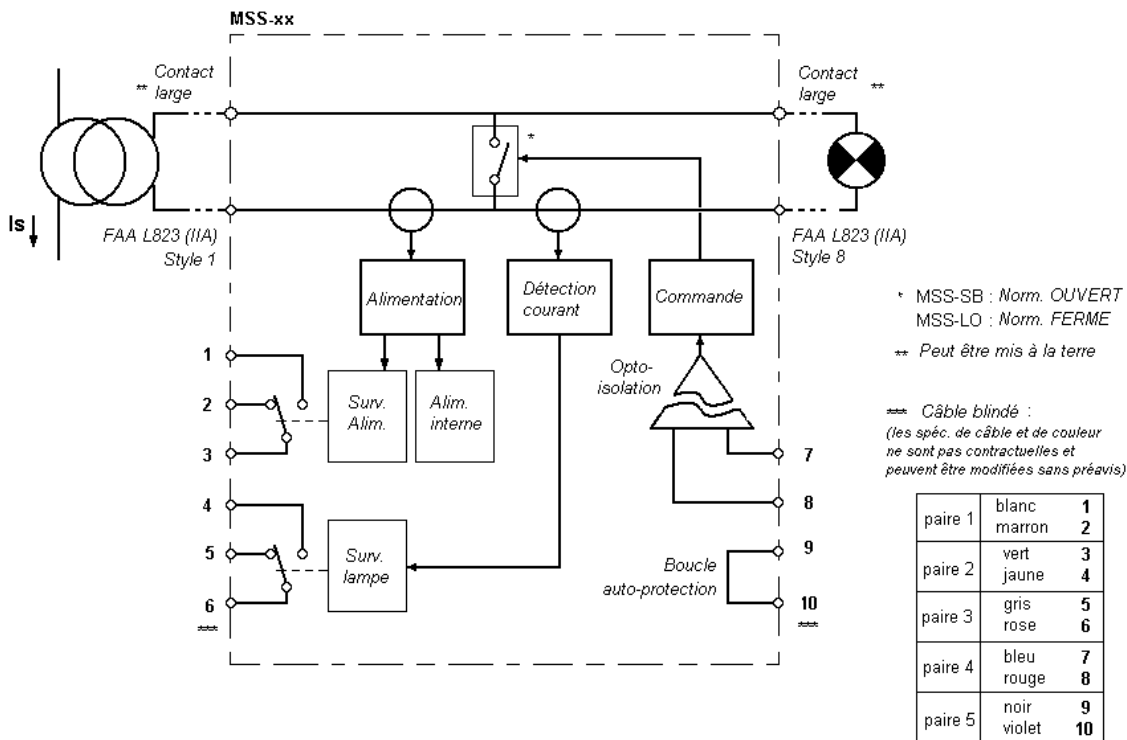 MSS-xx
** Contact
large
Contact **
large
*
Is
FAA L823 (IIA)
Style 1
FAA L823 (IIA)
Style 8
Alimentation
Détection
courant
Commande
* MSS-SB : Norm. OUVERT
MSS-LO : Norm. FERME
** Peut être mis à la terre
1
2
3
Surv.
Alim.
Alim.
interne
Opto-
isolation
7
8
*** Câble blindé :
(les spéc. de câble et de couleur
ne sont pas contractuelles et
peuvent être modifiées sans préavis)
4
5
6
***
Surv.
lampe
Boucle
auto-protection
9
10
***
paire 1 blanc 1
marron 2
paire 2 vert 3
jaune 4
paire 3 gris 5
rose 6
paire 4 bleu 7
rouge 8
paire 5 noir 9
violet 10